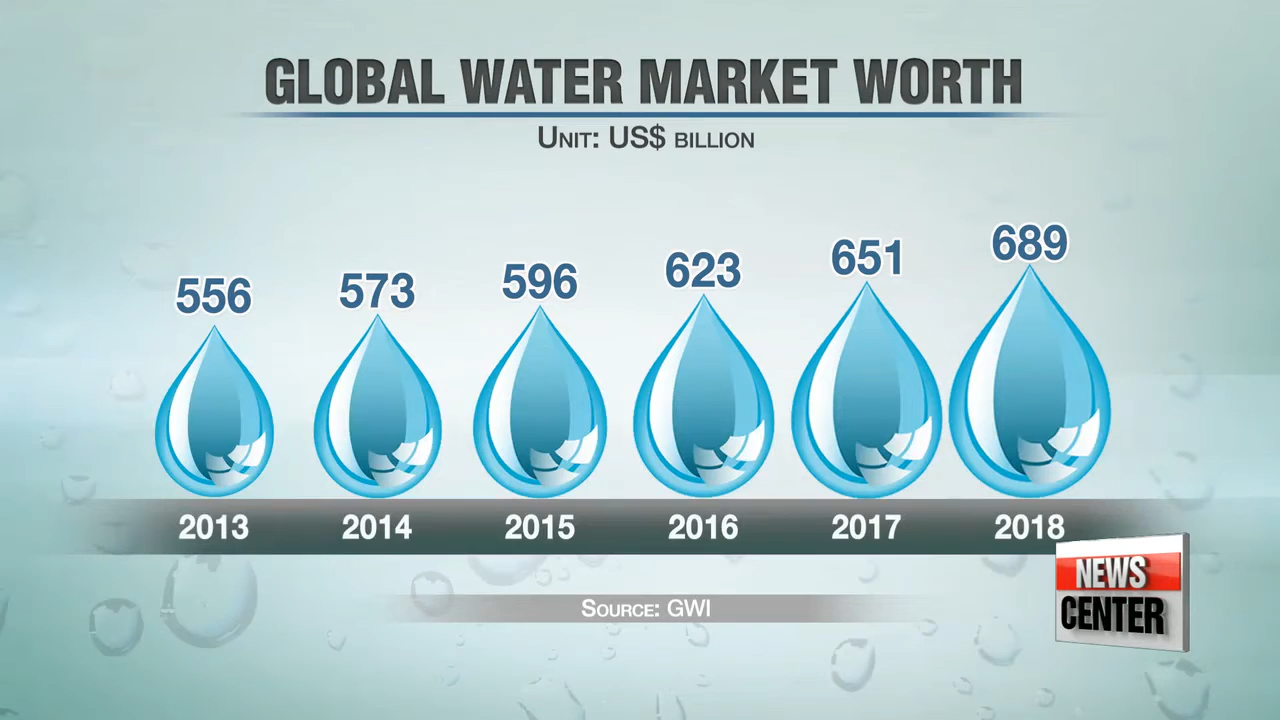 GLOBAL WATER MARKET WORTH
UNIT: US$ BILLION
556 573 596 623 651 689
2013 2014 2015 2016 2017 2018
SOURCE: GWI
NEWS
CENTER